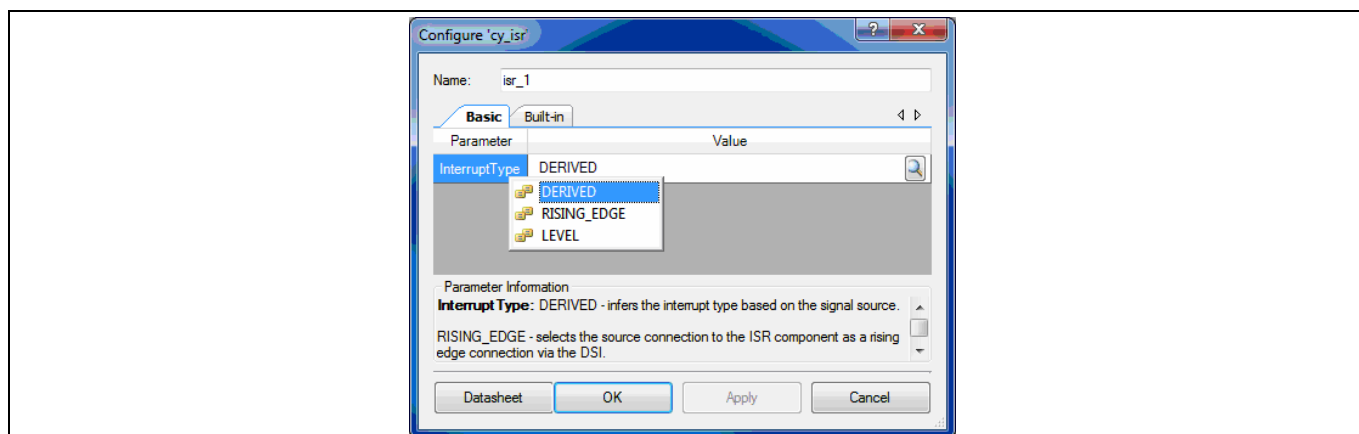 Configure 'cy_isr'
Name: isr_1
Basic Built-in
Parameter Value
InterruptType DERIVED
DERIVED
RISING_EDGE
LEVEL
Parameter Information
InterruptType: DERIVED - infers the interrupt type based on the signal source.
RISING_EDGE - selects the source connection to the ISR component as a rising
edge connection via the DSI.
Datasheet OK Apply Cancel